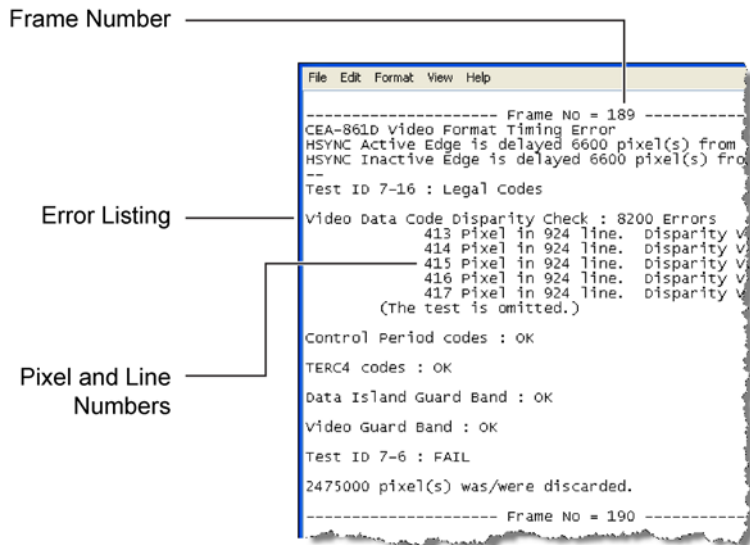 Frame Number
File Edit Format View Help
--------------------- Frame No = 189 -----------
CEA-861D Video Format Timing Error
HSYNC Active Edge is delayed 6600 pixel(s) from
HSYNC Inactive Edge is delayed 6600 pixel(s) fro
--
Test ID 7-16 : Legal Codes
Error Listing
Video Data Code Disparity Check : 8200 Errors
413 Pixel in 924 line. Disparity v
414 Pixel in 924 line. Disparity v
415 Pixel in 924 line. Disparity v
416 Pixel in 924 line. Disparity v
417 Pixel in 924 line. Disparity v
(The test is omitted.)
Control Period codes : OK
TERC4 codes : OK
Pixel and Line
Numbers
Data Island Guard Band : OK
Video Guard Band : OK
Test ID 7-6 : FAIL
2475000 pixel(s) was/were discarded.
--------------------- Frame No = 190 -----------